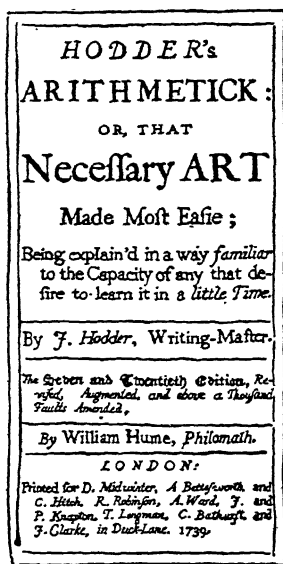 HODDER's
ARITHMETICK:
OR, THAT
Neceſſary ART
Made Moſt Eaſie;
Being explain'd in a way familiar
to the Capacity of any that de-
ſire to learn it in a little Time.
By J. Hodder, Writing-Maſter.
The Seven and Twentieth Edition, Re-
viſed, Augmented, and above a Thouſand
Faults Amended,
By William Hume, Philomath.
LONDON:
Printed for D. Midwinter, A Betteſworth, and
C. Hitch, R. Robinſon, A. Ward, J. and
P. Knapton, T. Longman, C. Bathurſt, and
J. Clarke, in Duck-Lane. 1739.